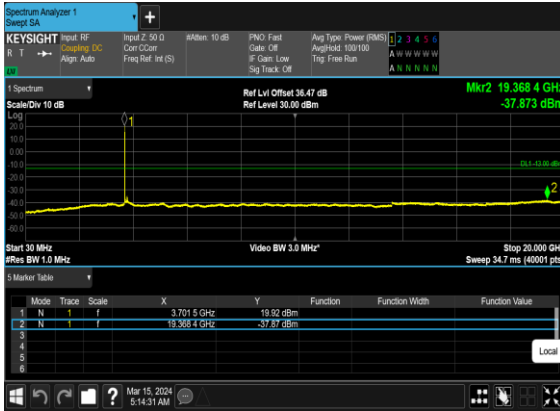 Spectrum Analyzer 1
Swept SA
+
KEYSIGHT Input: RF Input Z: 50 Ω #Atten: 10 dB PNO: Fast Avg Type: Power (RMS) 1 2 3 4 5 6
R T Coupling: DC Corr CCorr Gate: Off Avg|Hold: 100/100 A W W W W W
Align: Auto Freq Ref: Int (S) IF Gain: Low Trig: Free Run
Sig Track: Off A N N N N N
1 Spectrum
Ref Lvl Offset 36.47 dB Mkr2 19.368 4 GHz
Scale/Div 10 dB Ref Level 30.00 dBm -37.873 dBm
Log
20.0
10.0
0.00
-10.0
-20.0
-30.0
-40.0
-50.0
-60.0
1
DL1 -13.00 dBm
2
Start 30 MHz Video BW 3.0 MHz* Stop 20.000 GHz
#Res BW 1.0 MHz Sweep 34.7 ms (40001 pts)
5 Marker Table
Mode Trace Scale X Y Function Function Width Function Value
1 N 1 f 3.701 5 GHz 19.92 dBm
2 N 1 f 19.368 4 GHz -37.87 dBm
3
4
5
6
Local
? Mar 15, 2024
5:14:31 AM